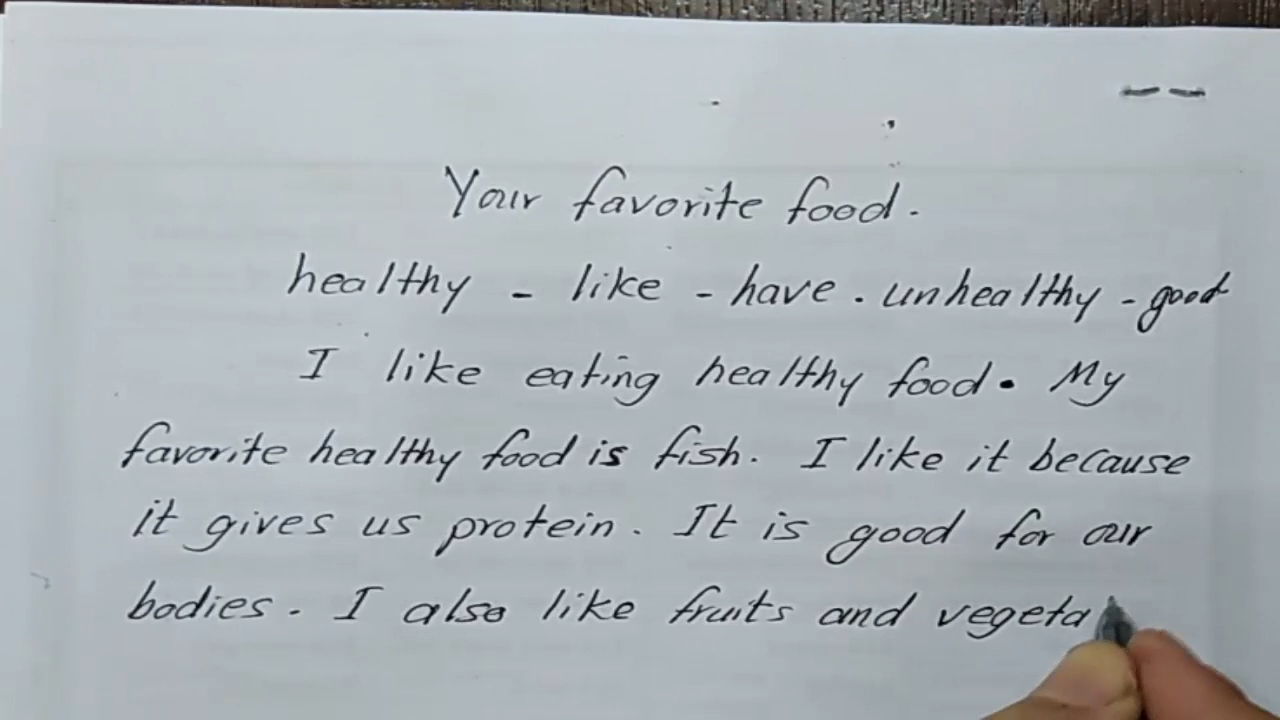 Your favorite food.
healthy - like - have. unhealthy - good
I like eating healthy food. My
favorite healthy food is fish. I like it because
it gives us protein. It is good for our
bodies. I also like fruits and vegeta